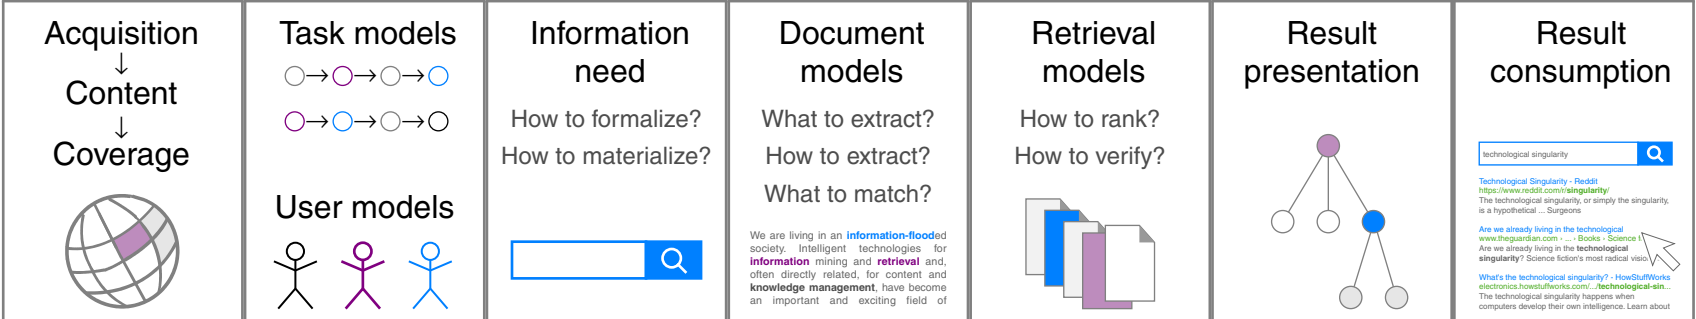 Acquisition
Content
Coverage
Task models
User models
Information
need
How to formalize?
How to materialize?
Document
models
What to extract?
How to extract?
What to match?
We are living in an information-flooded
society. Intelligent technologies for
information mining and retrieval and,
often directly related, for content and
knowledge management, have become
an important and exciting field of
Retrieval
models
How to rank?
How to verify?
Result
presentation
Result
consumption
technological singularity
Technological Singularity - Reddit
https://www.reddit.com/r/singularity/
The technological singularity, or simply the singularity,
is a hypothetical ... Surgeons
Are we already living in the technological
www.theguardian.com › ... › Books › Science f
Are we already living in the technological
singularity? Science fiction's most radical visio
What's the technological singularity? - HowStuffWorks
electronics.howstuffworks.com/.../technological-sin...
The technological singularity happens when
computers develop their own intelligence. Learn about